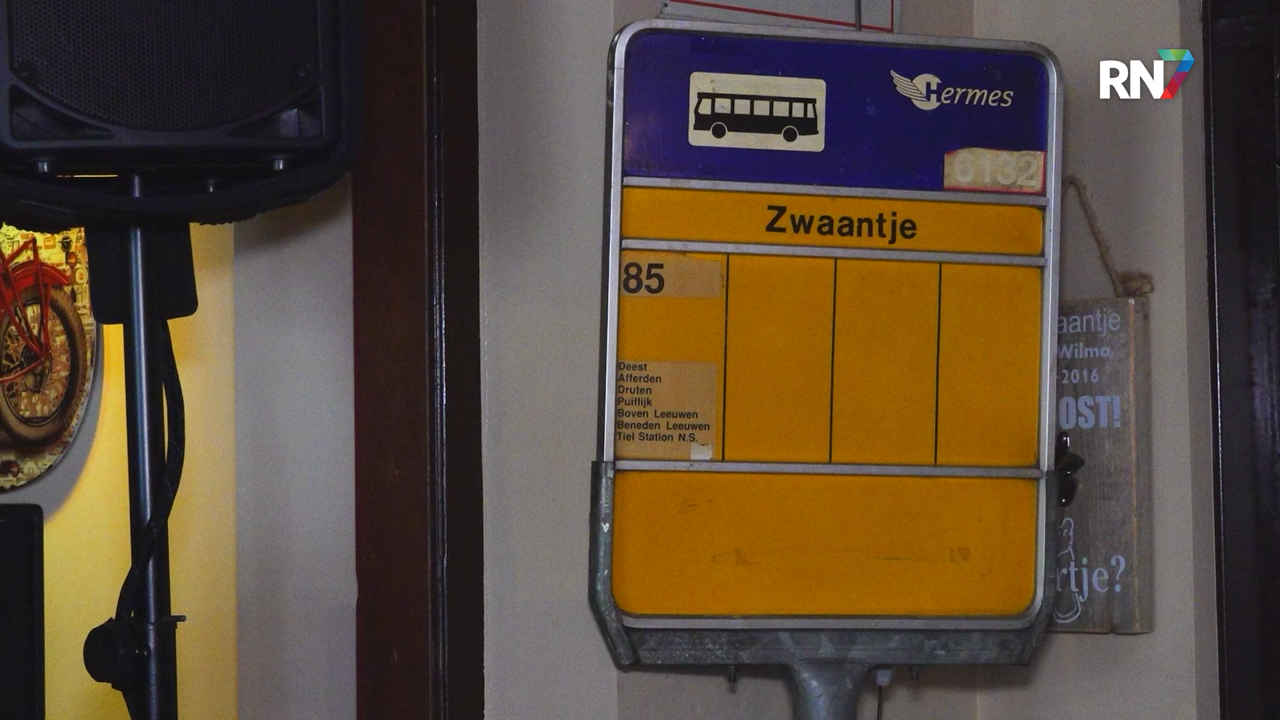 RN7
Hermes
6132
Zwaantje
85
Deest
Afferden
Druten
Puiflijk
Boven Leeuwen
Beneden Leeuwen
Tiel Station N.S.
aantje
Wilma
-2016
OST!
rtje?